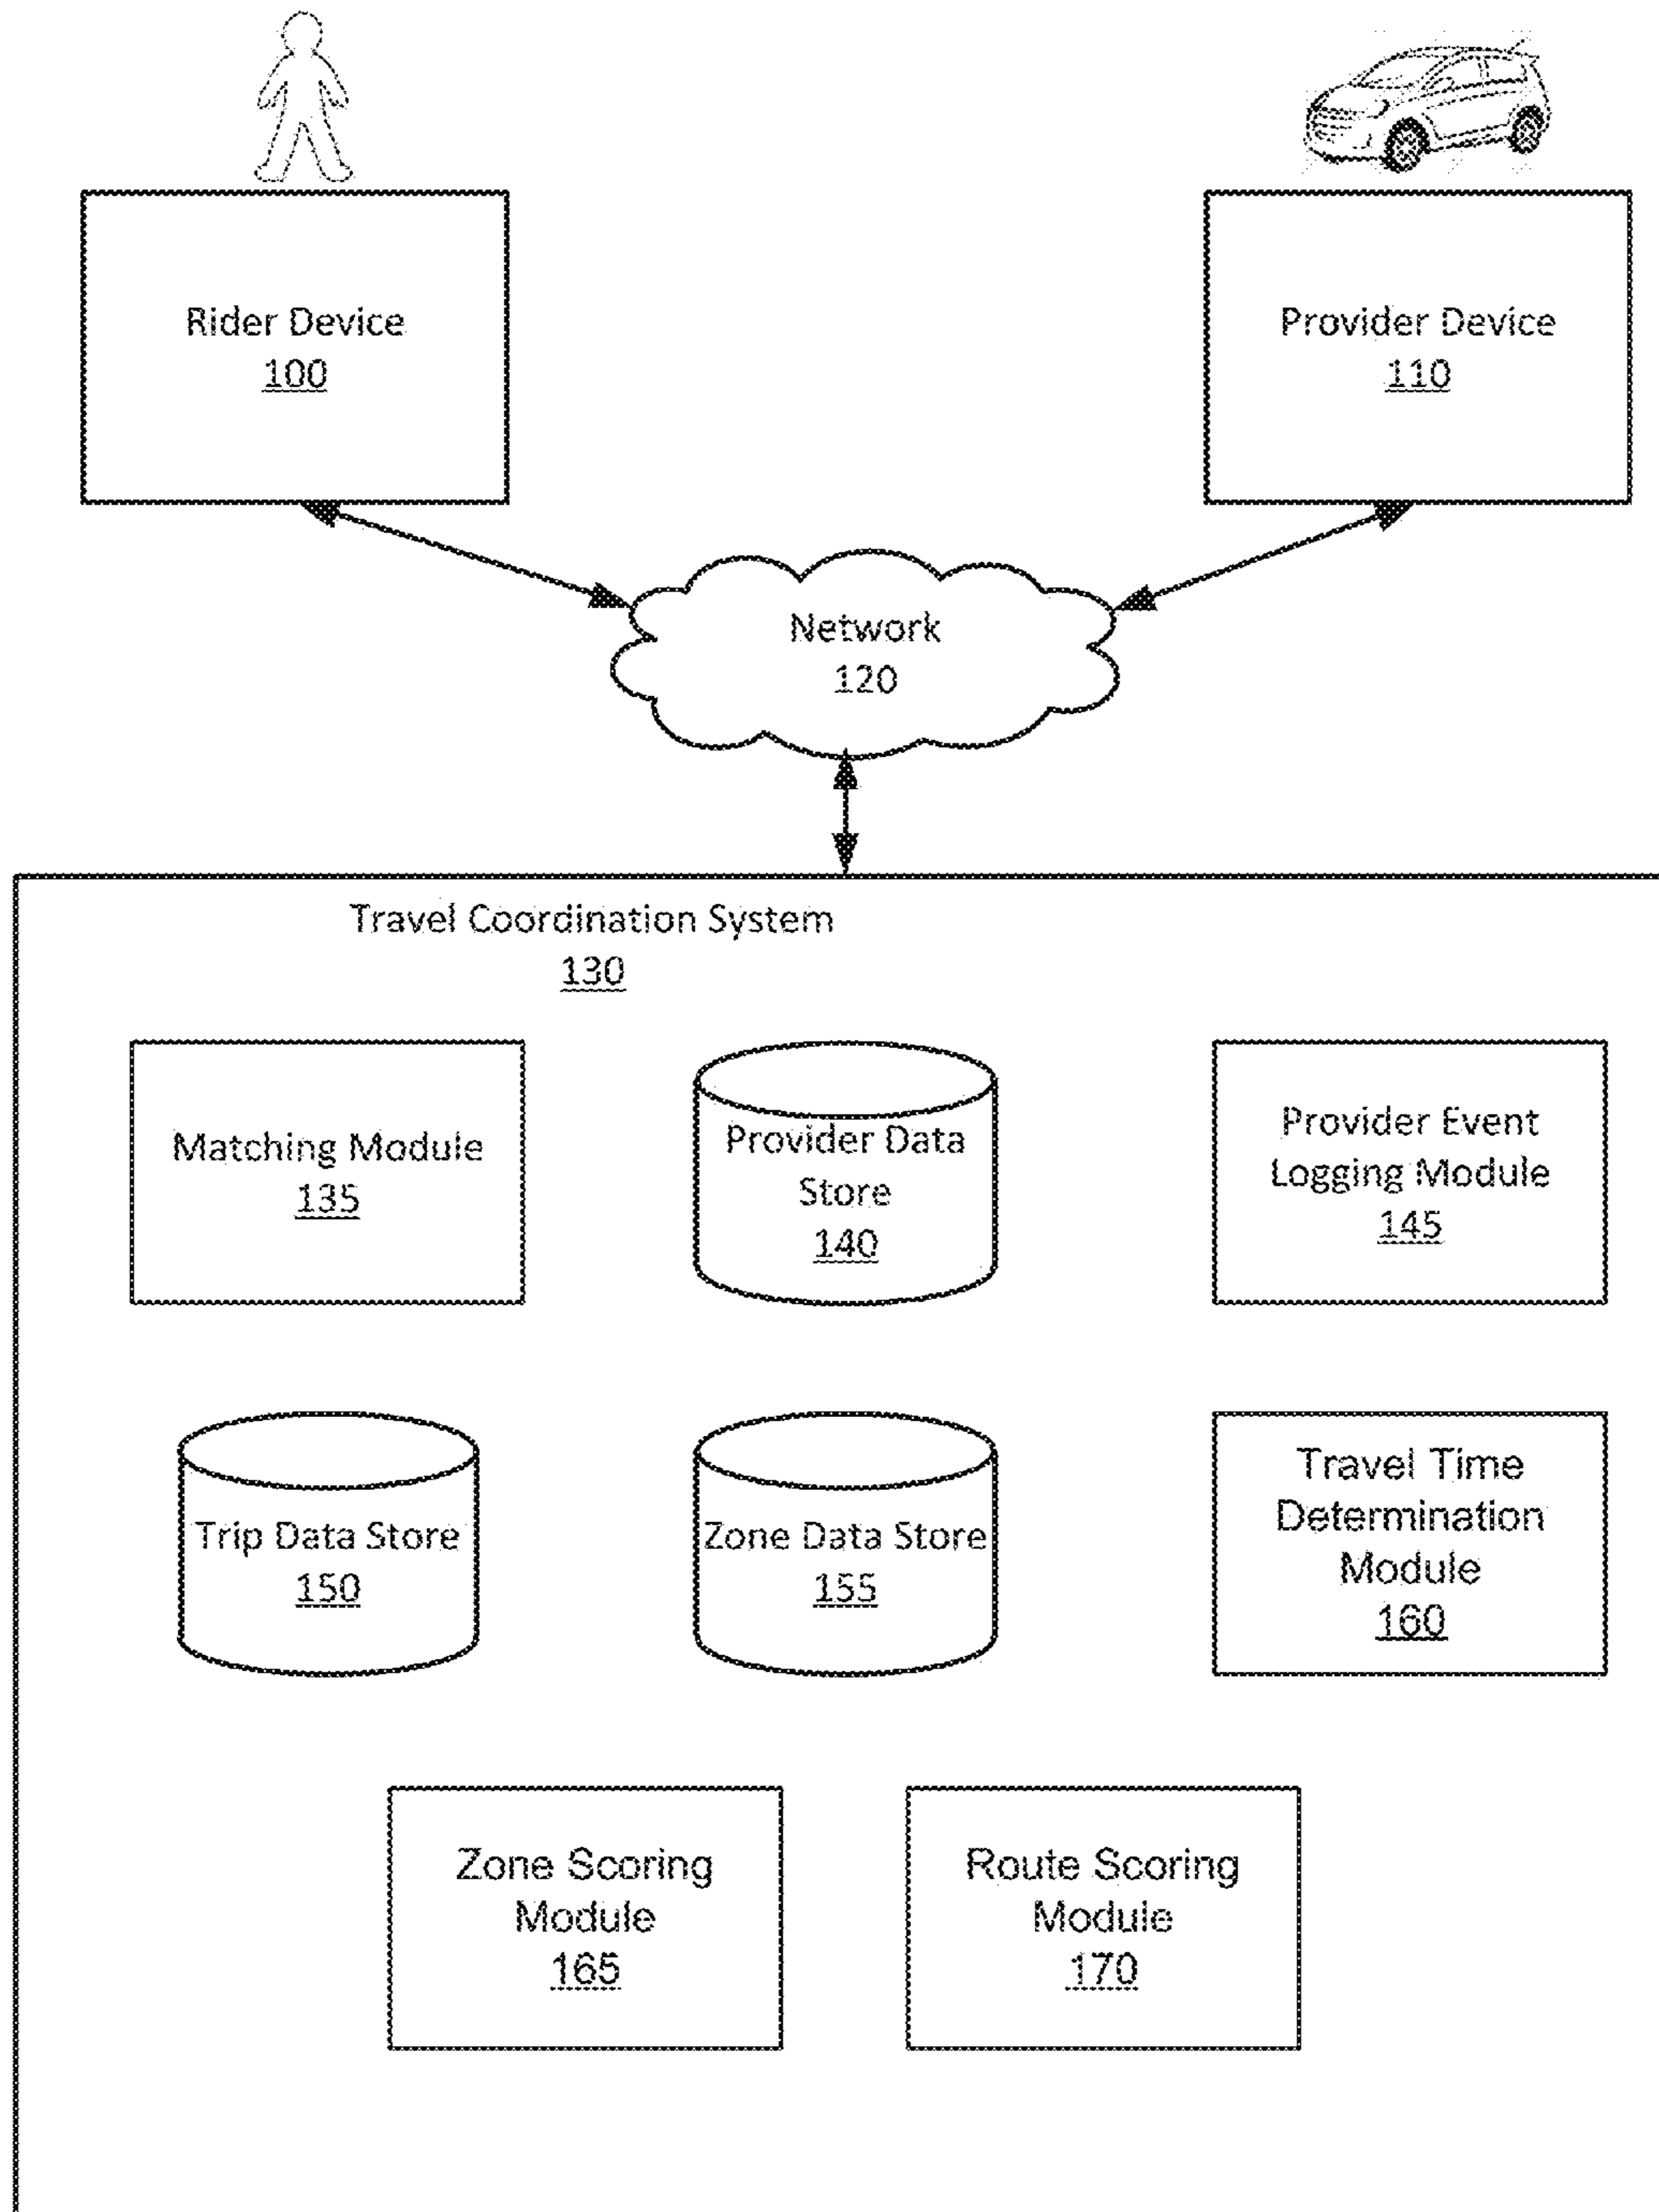 Rider Device
100
Provider Device
110
Network
120
Travel Coordination System
130
Matching Module
135
Provider Data
Store
140
Provider Event
Logging Module
145
Trip Data Store
150
Zone Data Store
155
Travel Time
Determination
Module
160
Zone Scoring
Module
165
Route Scoring
Module
170